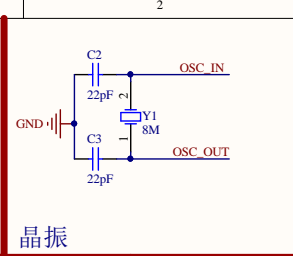 2
C2
OSC_IN
22pF
2
Y1
GND
8M
1
C3
OSC_OUT
22pF
晶振